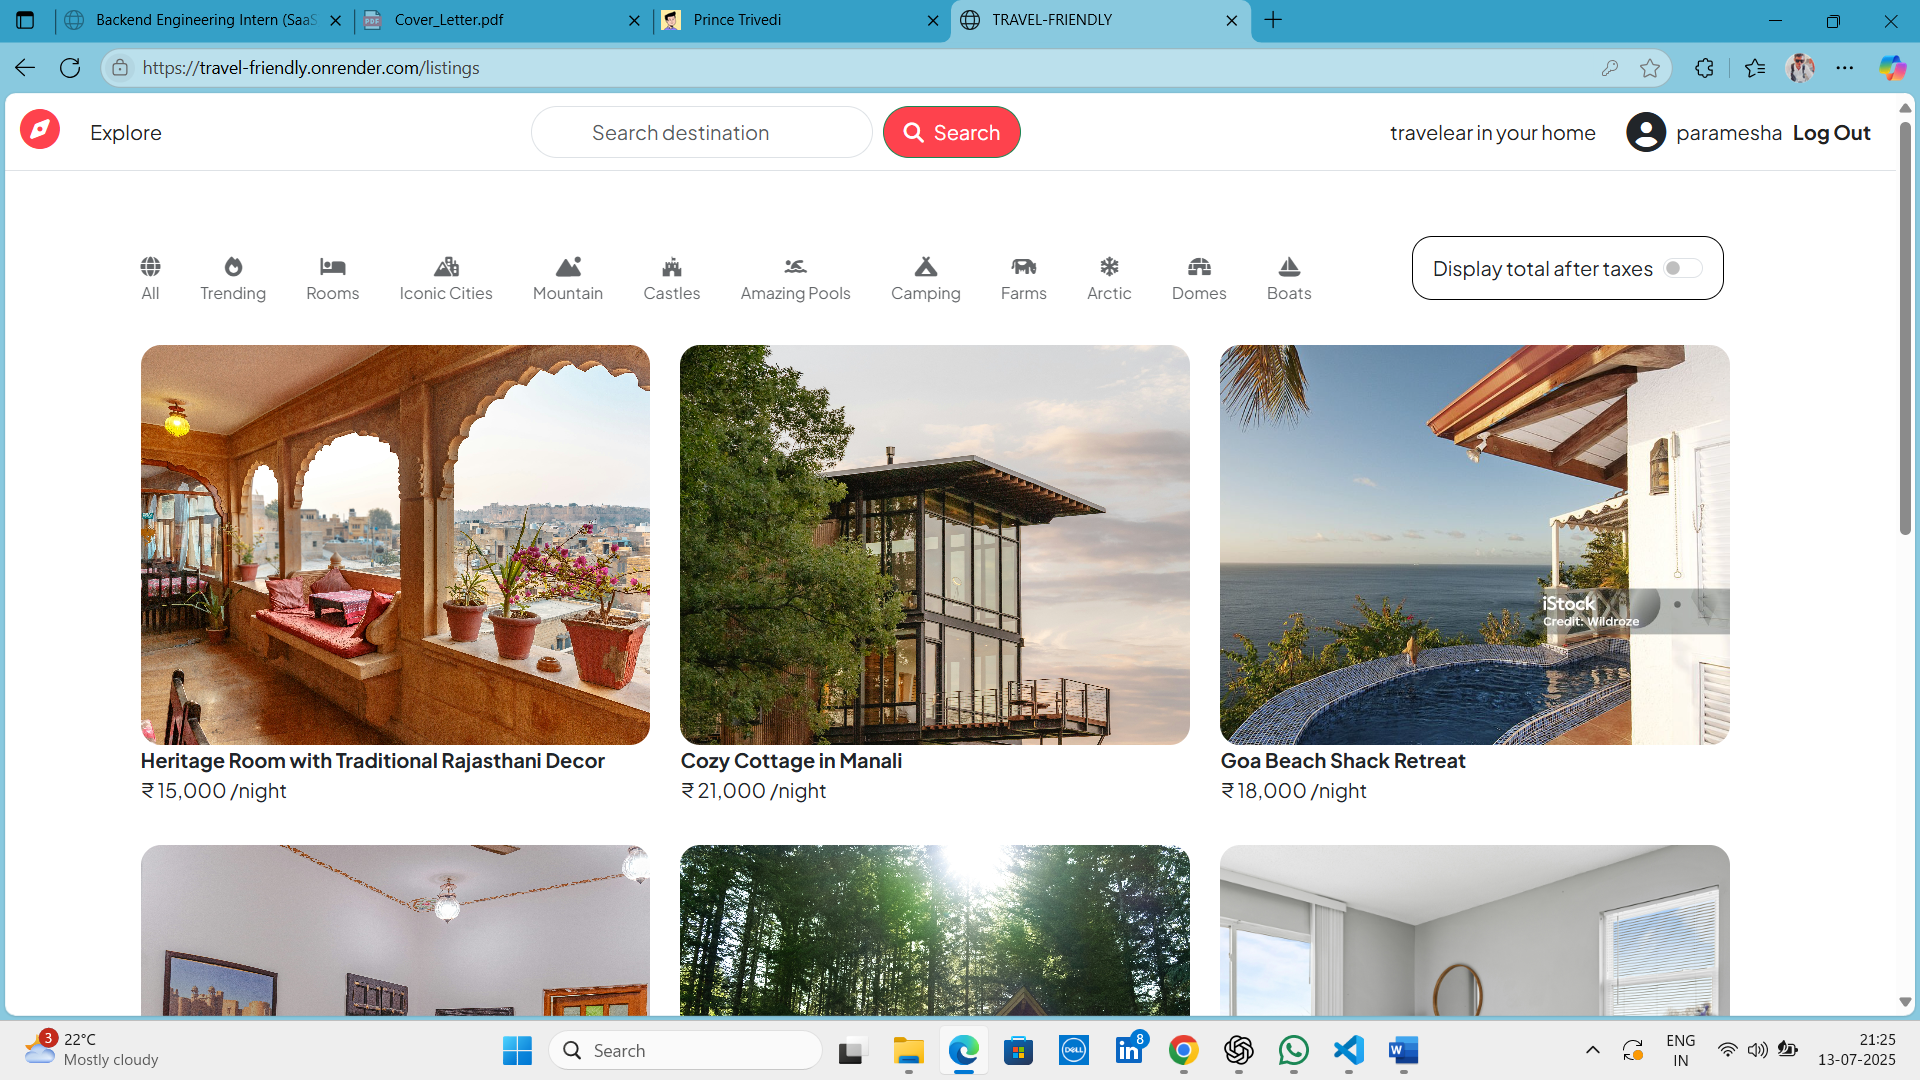 Backend Engineering Intern (SaaS
Cover_Letter.pdf
Prince Trivedi
TRAVEL-FRIENDLY
https://travel-friendly.onrender.com/listings
Explore
Search destination
Search
travelear in your home
paramesha
Log Out
All
Trending
Rooms
Iconic Cities
Mountain
Castles
Amazing Pools
Camping
Farms
Arctic
Domes
Boats
Display total after taxes
iStock
Credit: Wildroze
Heritage Room with Traditional Rajasthani Decor
₹ 15,000 /night
Cozy Cottage in Manali
₹ 21,000 /night
Goa Beach Shack Retreat
₹ 18,000 /night
3
22°C
Mostly cloudy
Search
DELL
8
ENG
IN
21:25
13-07-2025